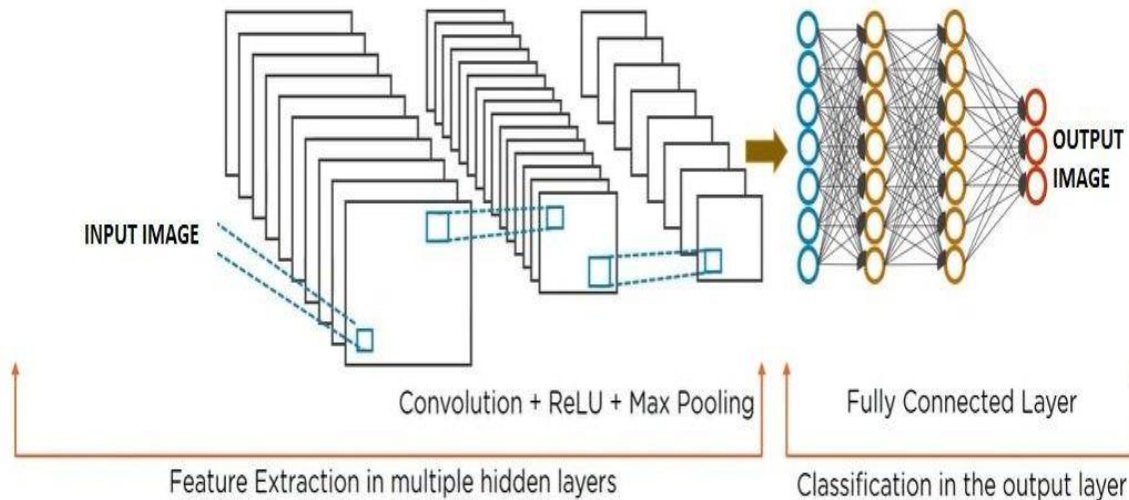 INPUT IMAGE
OUTPUT
IMAGE
Convolution + ReLU + Max Pooling
Fully Connected Layer
Feature Extraction in multiple hidden layers
Classification in the output layer